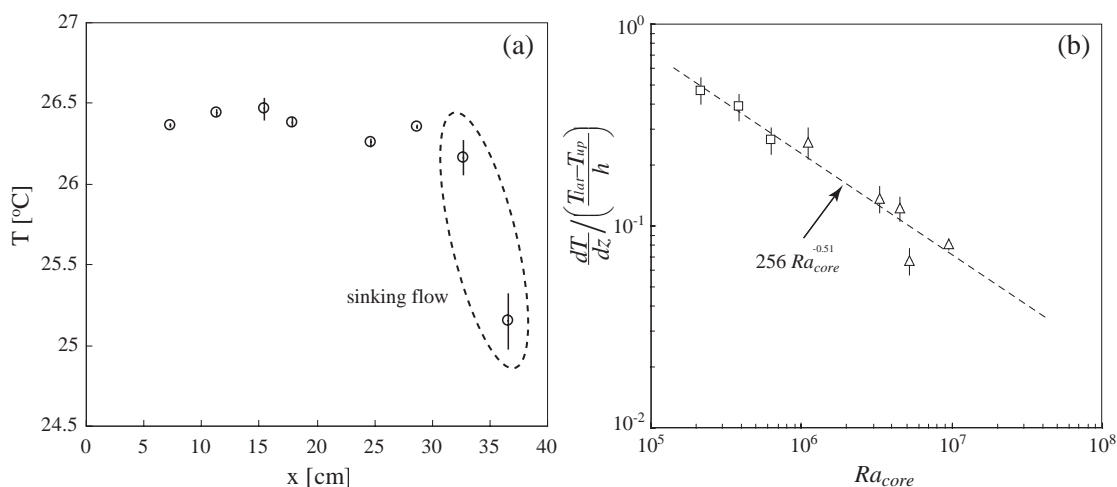 27
26.5
26
25.5
25
24.5
T [°C]
(a)
sinking flow
0 5 10 15 20 25 30 35 40
x [cm]
10^0
10^-1
10^-2
dT/dz / (T_lat−T_up / h)
(b)
256 Ra_core^-0.51
10^5 10^6 10^7 10^8
Ra_core